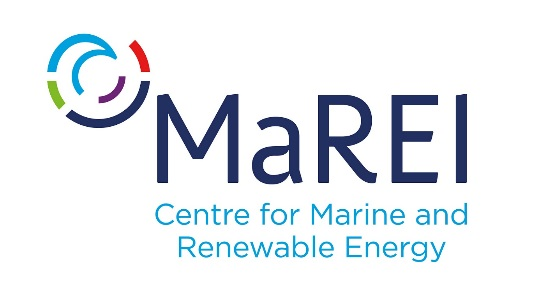 MaREI
Centre for Marine and
Renewable Energy